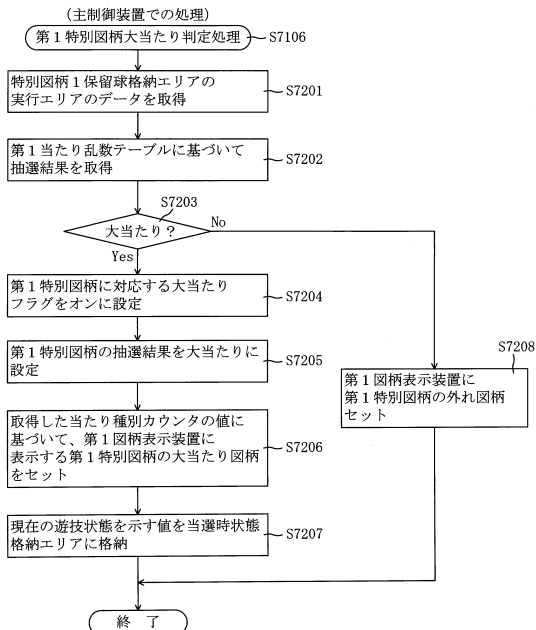 （主制御装置での処理）
第１特別図柄大当たり判定処理
S7106
特別図柄１保留球格納エリアの
実行エリアのデータを取得
S7201
第１当たり乱数テーブルに基づいて
抽選結果を取得
S7202
S7203
大当たり？
No
Yes
第１特別図柄に対応する大当たり
フラグをオンに設定
S7204
第１特別図柄の抽選結果を大当たりに
設定
S7205
S7208
第１図柄表示装置に
第１特別図柄の外れ図柄
セット
取得した当たり種別カウンタの値に
基づいて、第１図柄表示装置に
表示する第１特別図柄の大当たり図柄
をセット
S7206
現在の遊技状態を示す値を当選時状態
格納エリアに格納
S7207
終　了